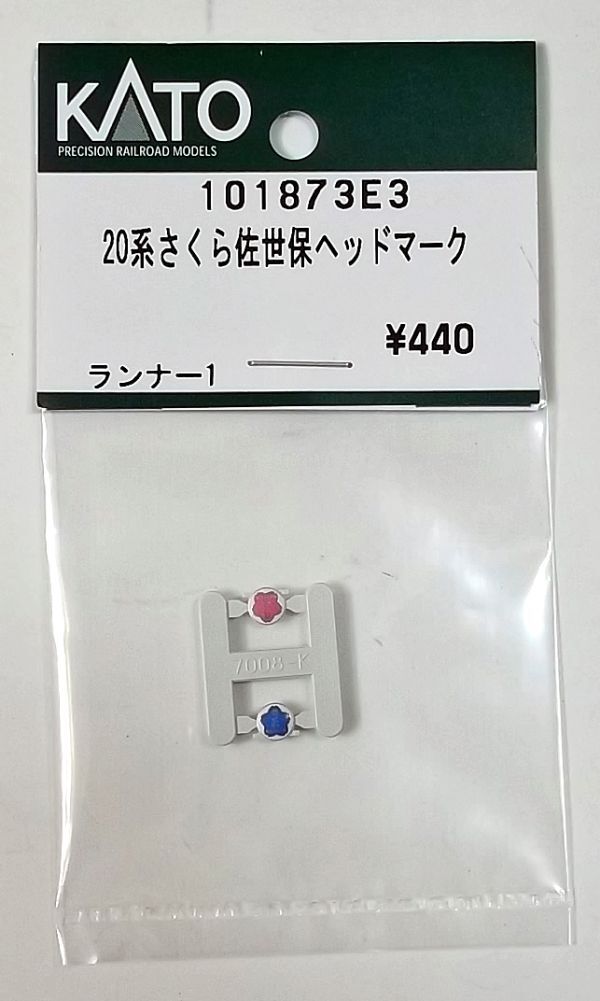 KATO
PRECISION RAILROAD MODELS
101873E3
20系さくら佐世保ヘッドマーク
¥440
ランナー1
7008-K